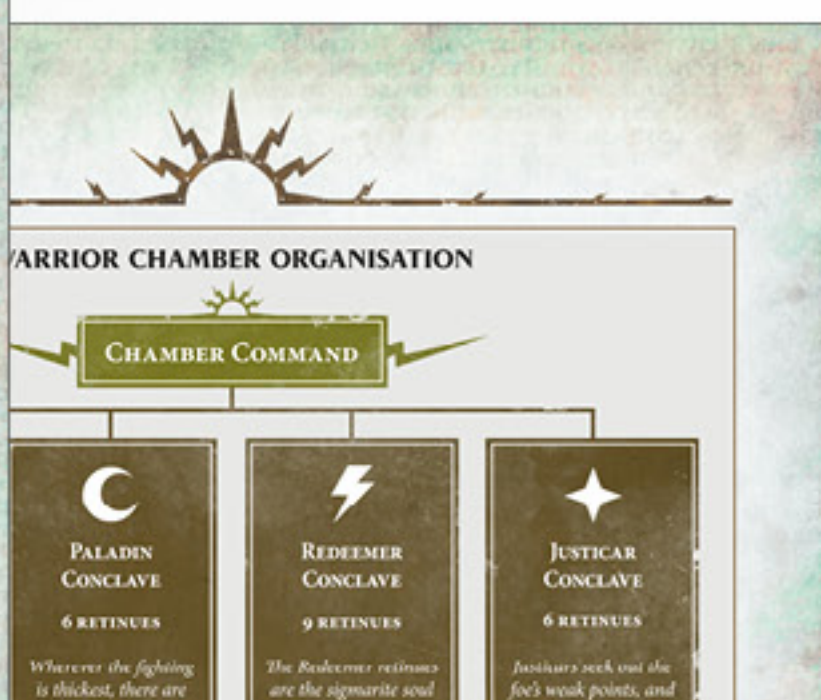 WARRIOR CHAMBER ORGANISATION
CHAMBER COMMAND
PALADIN
CONCLAVE
6 RETINUES
Wherever the fighting
is thickest, there are
REDEEMER
CONCLAVE
9 RETINUES
The Redeemer retinues
are the sigmarite soul
JUSTICAR
CONCLAVE
6 RETINUES
Justicars seek out the
foe's weak points, and